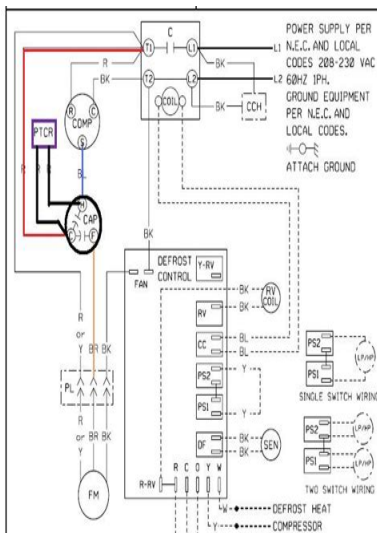 C
T1
L1
L1
T2
L2
L2
R
BK
BK
BK
COIL
CCH
POWER SUPPLY PER
N.E.C. AND LOCAL
CODES 208-230 VAC
60HZ 1PH.
GROUND EQUIPMENT
PER N.E.C. AND
LOCAL CODES.
ATTACH GROUND
R
C
COMP
S
PTCR
R
R
BL
H
CAP
C
F
BK
DEFROST
CONTROL
FAN
Y-RV
RV
BK
BK
RV
COIL
CC
BL
BL
PS2
Y
PS1
Y
DF
BK
BK
SEN
R-RV
R C O Y W
W
DEFROST HEAT
Y
COMPRESSOR
R
or
Y
BR
BK
PL
R
or
Y
BR
BK
FM
PS2
PS1
LP/HP
SINGLE SWITCH WIRING
PS2
LP/HP
PS1
LP/HP
TWO SWITCH WIRING